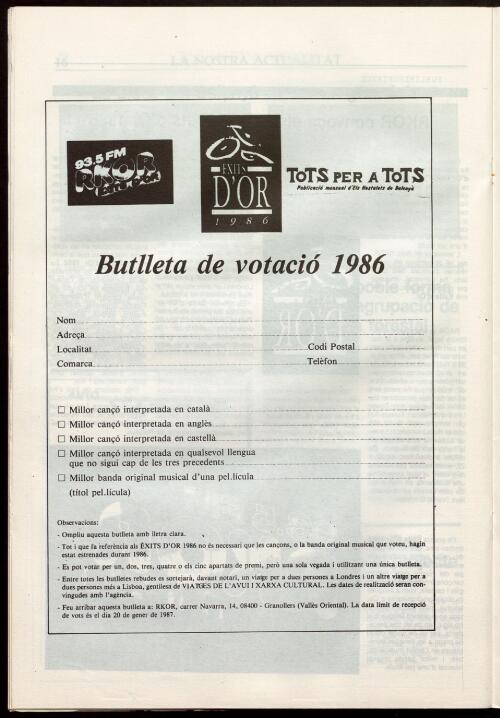 16
LA NOSTRA ACTUALITAT
93.5 FM
RKOR
ÈXITS
D'OR
1986
ToTS PER A ToTS
Publicació mensual d'Els Hostalets de Balenyà
Butlleta de votació 1986
Nom
Adreça
Localitat Codi Postal
Comarca Telèfon
☐ Millor cançó interpretada en català
☐ Millor cançó interpretada en anglès
☐ Millor cançó interpretada en castellà
☐ Millor cançó interpretada en qualsevol llengua
que no sigui cap de les tres precedents
☐ Millor banda original musical d'una pel.lícula
(títol pel.lícula)
Observacions:
- Ompliu aquesta butlleta amb lletra clara.
- Tot i que fa referència als ÈXITS D'OR 1986 no és necessari que les cançons, o la banda original musical que voteu, hagin
estat estrenades durant 1986.
- Es pot votar per un, dos, tres, quatre o els cinc apartats de premi, però una sola vegada i utilitzant una única butlleta.
- Entre totes les butlletes rebudes es sortejarà, davant notari, un viatge per a dues persones a Londres i un altre viatge per a
dues persones més a Lisboa, gentilesa de VIATGES DE L'AVUI I XARXA CULTURAL. Les dates de realització seran con-
vingudes amb l'agència.
- Feu arribar aquesta butlleta a: RKOR, carrer Navarra, 14, 08400 - Granollers (Vallès Oriental). La data límit de recepció
de vots és el dia 20 de gener de 1987.